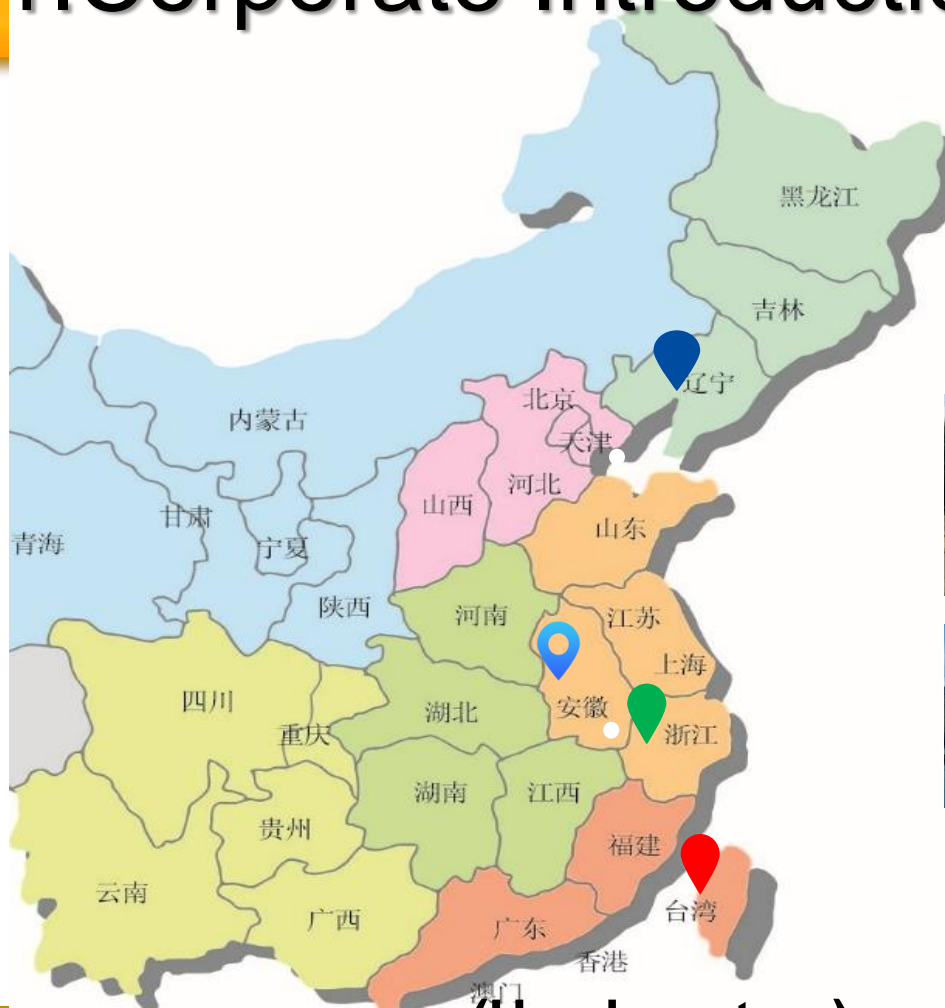 Corporate Introductio
黑龙江
吉林
辽宁
北京
内蒙古
天津
河北
山西
甘肃
山东
青海
宁夏
陕西
河南
江苏
上海
四川
安徽
湖北
重庆
浙江
湖南
江西
贵州
福建
云南
台湾
广西
广东
香港
澳门